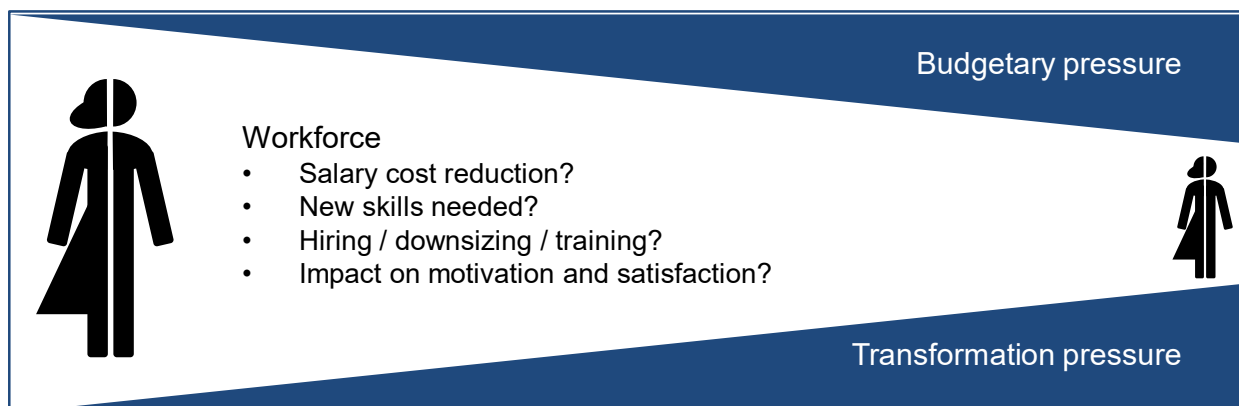 Budgetary pressure
Workforce
• Salary cost reduction?
• New skills needed?
• Hiring / downsizing / training?
• Impact on motivation and satisfaction?
Transformation pressure